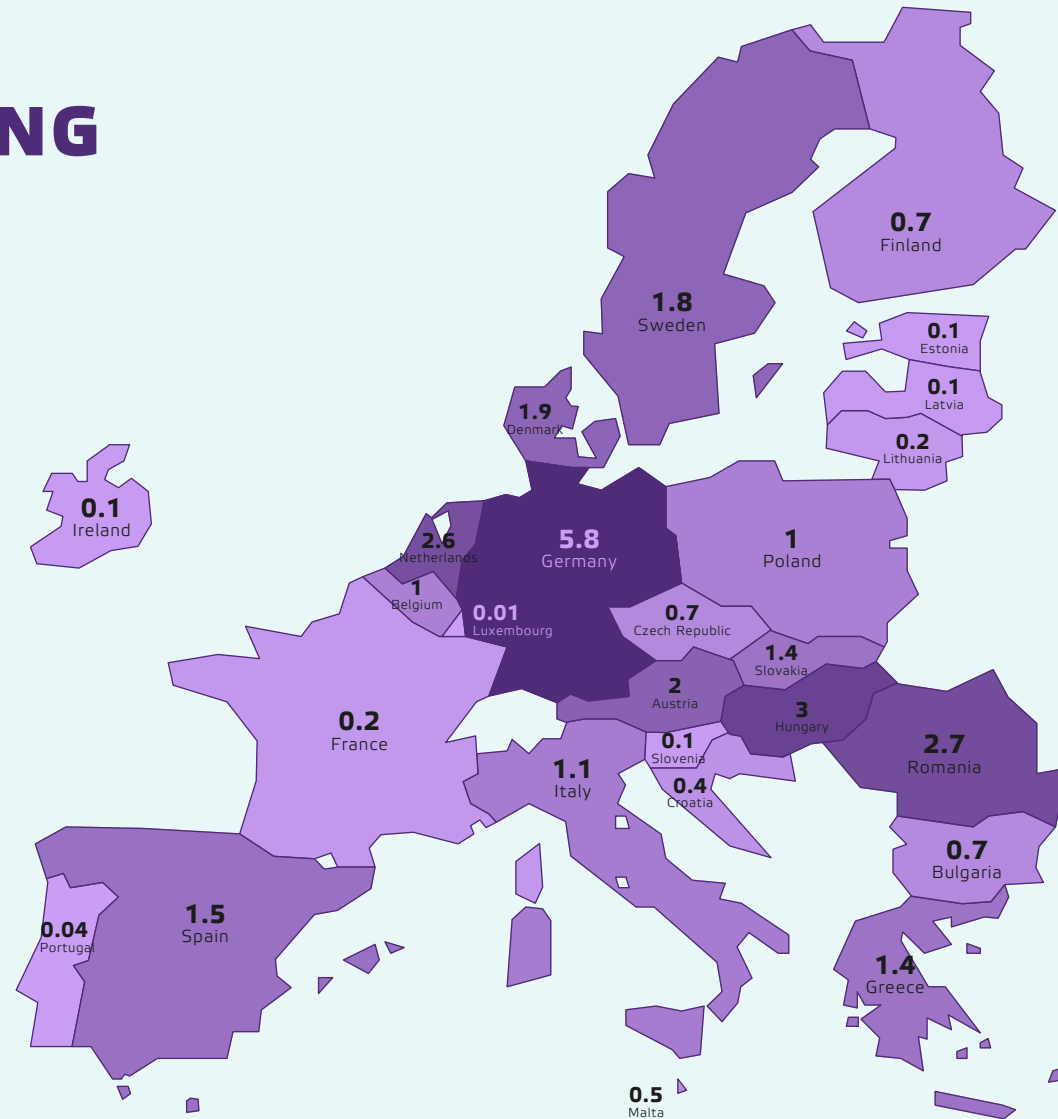 NG
0.7
Finland
1.8
Sweden
0.1
Estonia
0.1
Latvia
1.9
Denmark
0.2
Lithuania
0.1
Ireland
2.6
Netherlands
5.8
Germany
1
Poland
1
Belgium
0.01
Luxembourg
0.7
Czech Republic
1.4
Slovakia
2
Austria
3
Hungary
0.2
France
0.1
Slovenia
2.7
Romania
1.1
Italy
0.4
Croatia
0.7
Bulgaria
1.5
Spain
0.04
Portugal
1.4
Greece
0.5
Malta